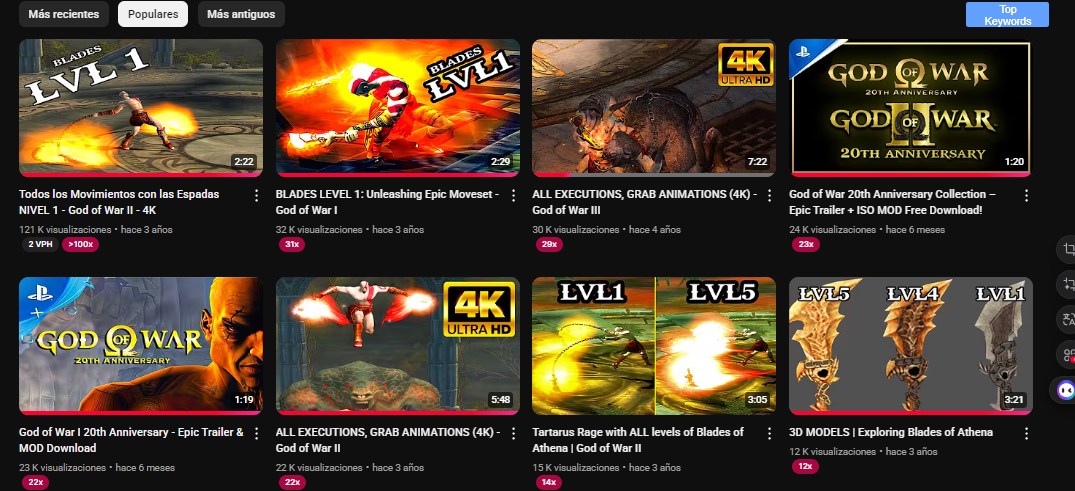 Más recientes
Populares
Más antiguos
Top
Keywords
BLADES
LVL 1
2:22
BLADES
LVL1
2:29
4K
ULTRA HD
7:22
GOD OF WAR
20TH ANNIVERSARY
GOD OF WAR
II
20TH ANNIVERSARY
1:20
Todos los Movimientos con las Espadas
NIVEL 1 - God of War II - 4K
121 K visualizaciones • hace 3 años
2 VPH >100x
BLADES LEVEL 1: Unleashing Epic Moveset -
God of War I
32 K visualizaciones • hace 3 años
31x
ALL EXECUTIONS, GRAB ANIMATIONS (4K) -
God of War III
30 K visualizaciones • hace 4 años
29x
God of War 20th Anniversary Collection –
Epic Trailer + ISO MOD Free Download!
24 K visualizaciones • hace 6 meses
23x
GOD OF WAR
20TH ANNIVERSARY
1:19
4K
ULTRA HD
5:48
LVL1
LVL5
3:05
LVL5
LVL4
LVL1
3:21
God of War I 20th Anniversary - Epic Trailer &
MOD Download
23 K visualizaciones • hace 6 meses
22x
ALL EXECUTIONS, GRAB ANIMATIONS (4K) -
God of War II
22 K visualizaciones • hace 3 años
22x
Tartarus Rage with ALL levels of Blades of
Athena | God of War II
15 K visualizaciones • hace 3 años
14x
3D MODELS | Exploring Blades of Athena
12 K visualizaciones • hace 3 años
12x